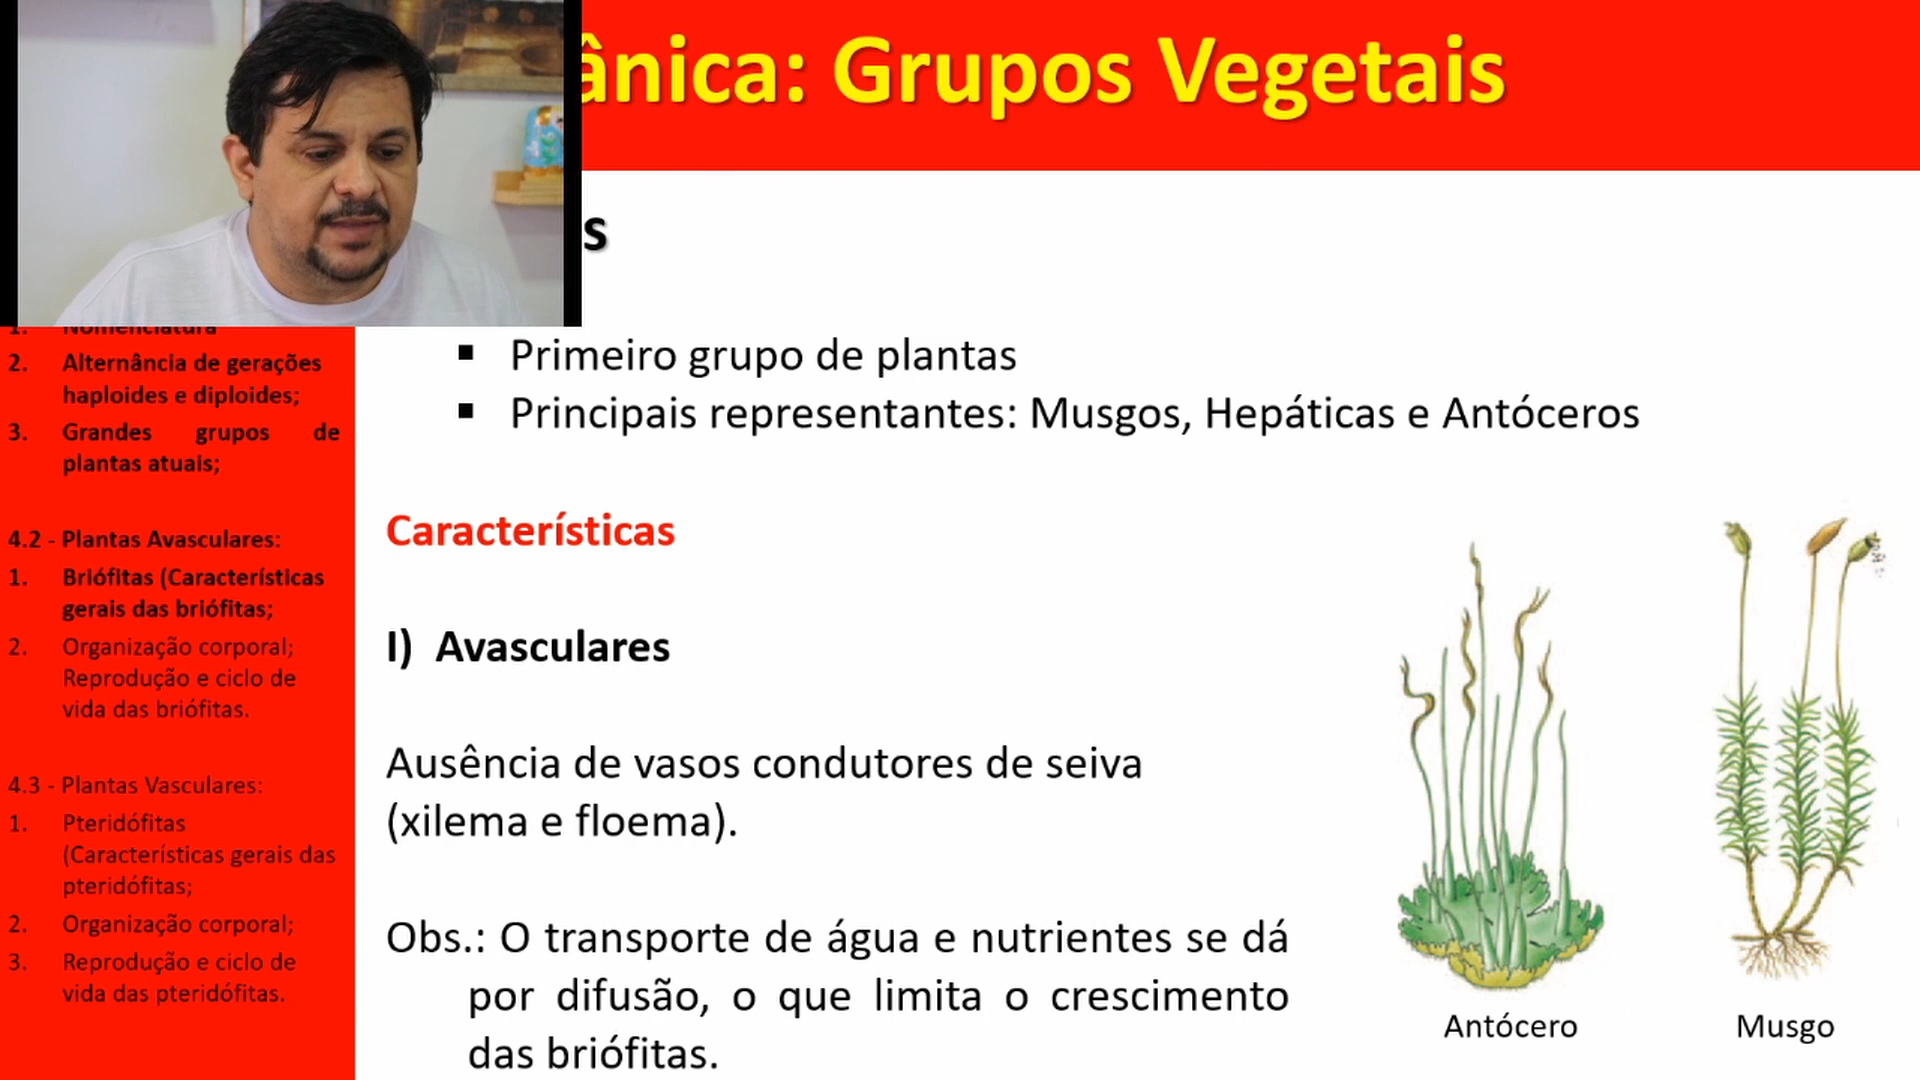 ânica: Grupos Vegetais
s
▪ Primeiro grupo de plantas
▪ Principais representantes: Musgos, Hepáticas e Antóceros
Características
I) Avasculares
Ausência de vasos condutores de seiva
(xilema e floema).
Obs.: O transporte de água e nutrientes se dá
por difusão, o que limita o crescimento
das briófitas.
Antócero
Musgo
1. Nomenclatura
2. Alternância de gerações
haploides e diploides;
3. Grandes grupos de
plantas atuais;
4.2 - Plantas Avasculares:
1. Briófitas (Características
gerais das briófitas;
2. Organização corporal;
Reprodução e ciclo de
vida das briófitas.
4.3 - Plantas Vasculares:
1. Pteridófitas
(Características gerais das
pteridófitas;
2. Organização corporal;
3. Reprodução e ciclo de
vida das pteridófitas.